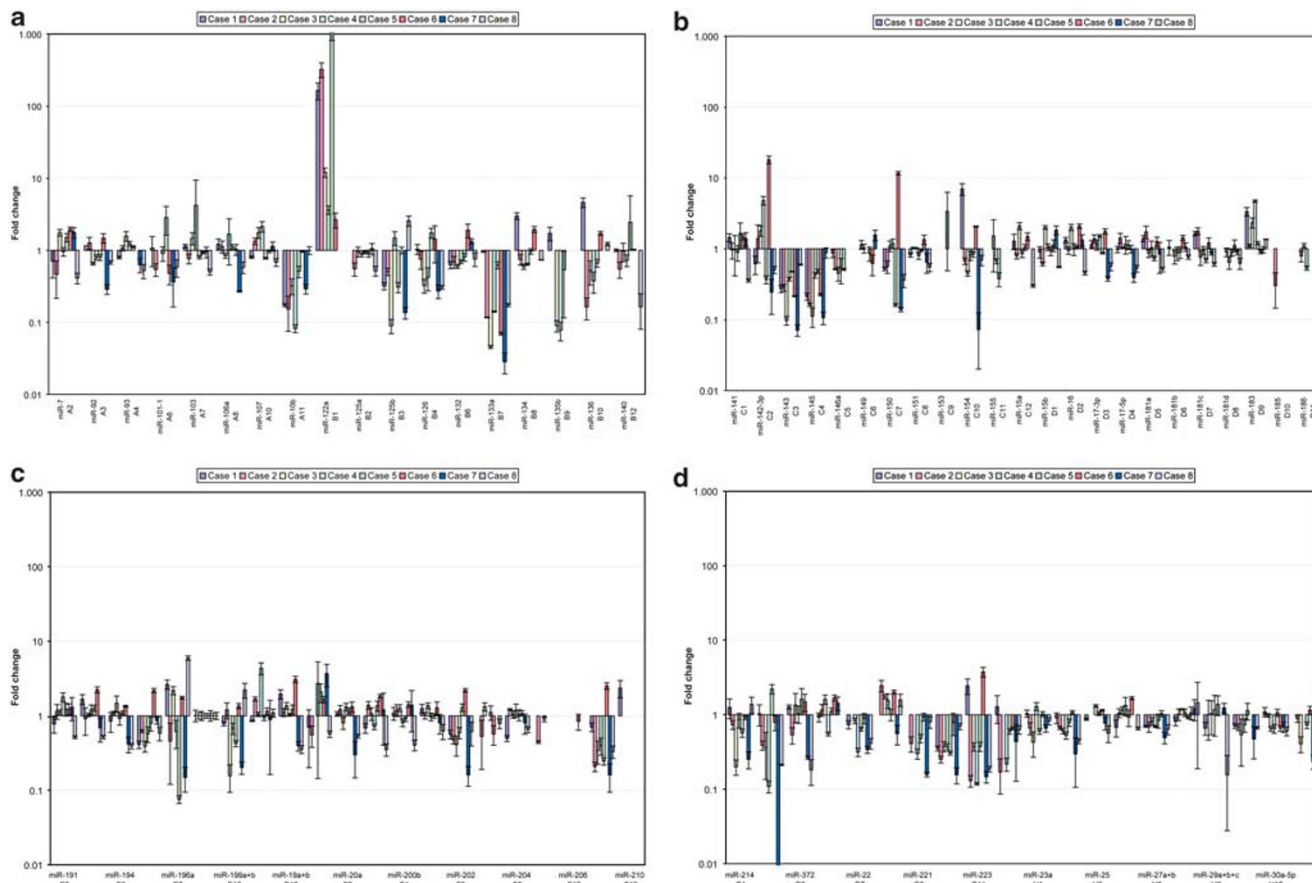 a
Case 1 Case 2 Case 3 Case 4 Case 5 Case 6 Case 7 Case 8
1.000
100
10
1
0.1
0.01
Fold change
miR-7 A2
miR-92 A3
miR-93 A4
miR-101-1 A6
miR-103 A7
miR-106a A8
miR-107 A10
miR-10b A11
miR-122a B1
miR-125a B2
miR-125b B3
miR-126 B4
miR-132 B6
miR-133a B7
miR-134 B8
miR-135b B9
miR-136 B10
miR-140 B12
b
Case 1 Case 2 Case 3 Case 4 Case 5 Case 6 Case 7 Case 8
1.000
100
10
1
0.1
0.01
Fold change
miR-141 C1
miR-142-3p C2
miR-143 C3
miR-145 C4
miR-146a C5
miR-149 C6
miR-150 C7
miR-151 C8
miR-153 C9
miR-154 C10
miR-155 C11
miR-15a C12
miR-15b D1
miR-16 D2
miR-17-3p D3
miR-17-5p D4
miR-181a D5
miR-181b D6
miR-181c D7
miR-181d D8
miR-183 D9
miR-185 D10
miR-186
c
Case 1 Case 2 Case 3 Case 4 Case 5 Case 6 Case 7 Case 8
1.000
100
10
1
0.1
0.01
Fold change
miR-191 miR-194 miR-196a miR-199a+b miR-19a+b miR-20a miR-200b miR-202 miR-204 miR-206 miR-210
d
Case 1 Case 2 Case 3 Case 4 Case 5 Case 6 Case 7 Case 8
1.000
100
10
1
0.1
0.01
Fold change
miR-214 miR-372 miR-22 miR-221 miR-223 miR-23a miR-25 miR-27a+b miR-29a+b+c miR-30a-5p